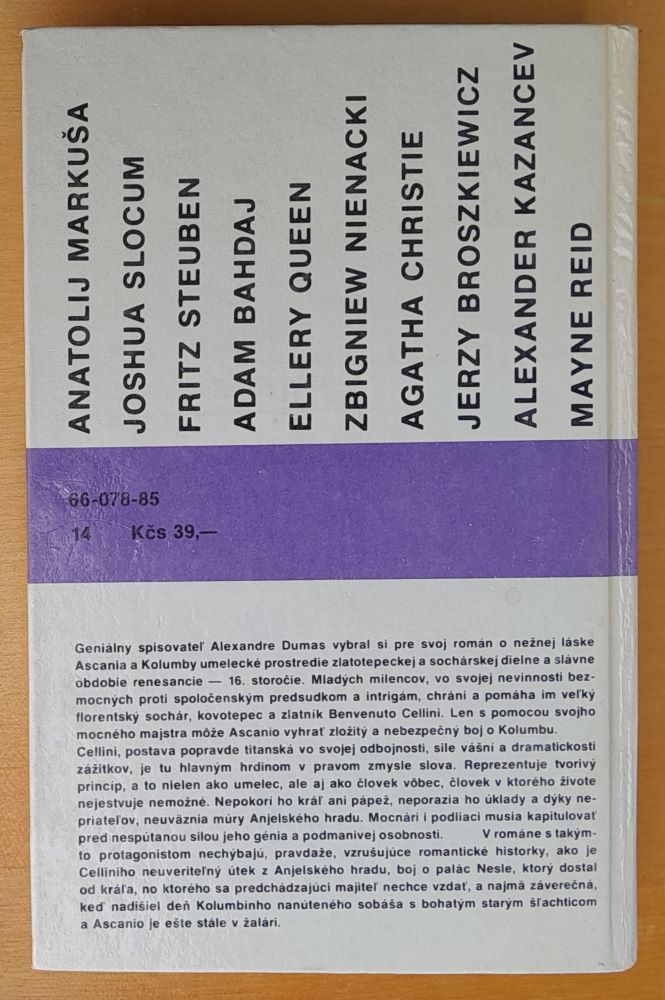 ANATOLIJ MARKUŠA
JOSHUA SLOCUM
FRITZ STEUBEN
ADAM BAHDAJ
ELLERY QUEEN
ZBIGNIEW NIENACKI
AGATHA CHRISTIE
JERZY BROSZKIEWICZ
ALEXANDER KAZANCEV
MAYNE REID
66-078-85
14 Kčs 39,—
Geniálny spisovateľ Alexandre Dumas vybral si pre svoj román o nežnej láske
Ascania a Kolumby umelecké prostredie zlatotepeckej a sochárskej dielne a slávne
obdobie renesancie — 16. storočie. Mladých milencov, vo svojej nevinnosti bez-
mocných proti spoločenským predsudkom a intrigám, chráni a pomáha im veľký
florentský sochár, kovotepec a zlatník Benvenuto Cellini. Len s pomocou svojho
mocného majstra môže Ascanio vyhrať zložitý a nebezpečný boj o Kolumbu.
Cellini, postava popravde titanská vo svojej odbojnosti, sile vášní a dramatickosti
zážitkov, je tu hlavným hrdinom v pravom zmysle slova. Reprezentuje tvorivý
princíp, a to nielen ako umelec, ale aj ako človek vôbec, človek v ktorého živote
nejestvuje nemožné. Nepokorí ho kráľ ani pápež, neporazia ho úklady a dýky ne-
priateľov, neuväznia múry Anjelského hradu. Mocnári i podliaci musia kapitulovať
pred nespútanou silou jeho génia a podmanivej osobnosti. V románe s takým-
to protagonistom nechýbajú, pravdaže, vzrušujúce romantické historky, ako je
Celliniho neuveriteľný útek z Anjelského hradu, boj o palác Nesle, ktorý dostal
od kráľa, no ktorého sa predchádzajúci majiteľ nechce vzdať, a najmä záverečná,
keď nadišiel deň Kolumbinho nanúteného sobáša s bohatým starým šľachticom
a Ascanio je ešte stále v žalári.